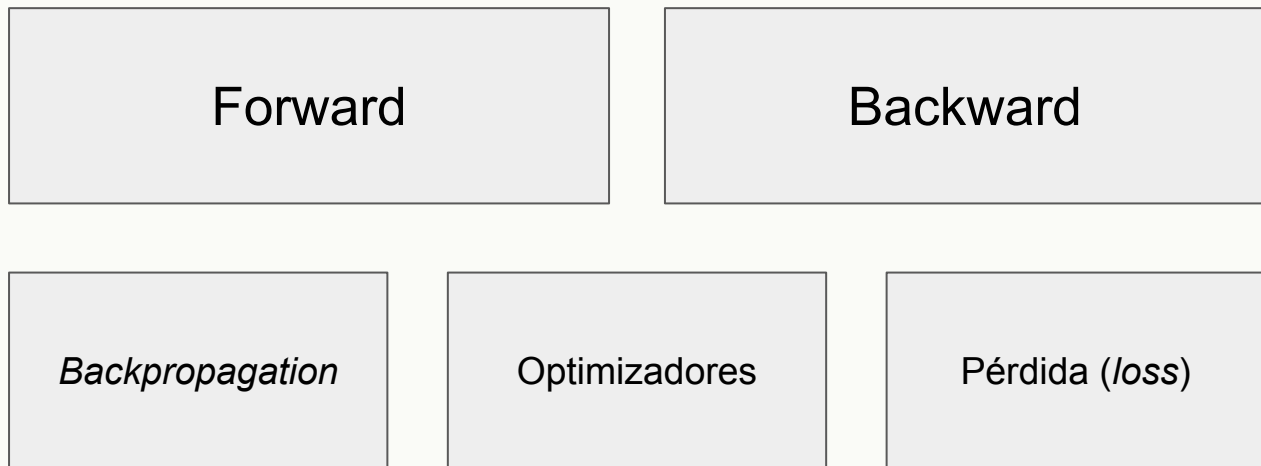 Forward
Backward
Backpropagation
Optimizadores
Pérdida (loss)